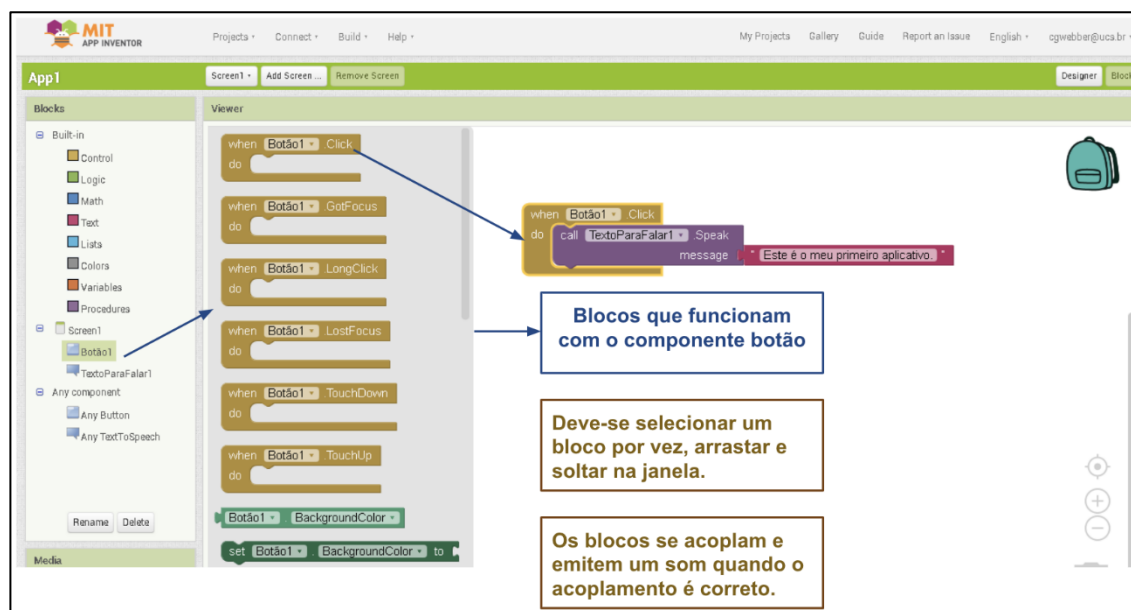 MIT
APP INVENTOR
Projects Connect Build Help
My Projects Gallery Guide Report an Issue English cgwebber@ucs.br
App1
Screen1 Add Screen ... Remove Screen
Designer Block
Blocks
Viewer
Built-in
Control
Logic
Math
Text
Lists
Colors
Variables
Procedures
Screen1
Botão1
TextoParaFalar1
Any component
Any Button
Any TextToSpeech
Rename Delete
Media
when Botão1 .Click
do
when Botão1 .GotFocus
do
when Botão1 .LongClick
do
when Botão1 .LostFocus
do
when Botão1 .TouchDown
do
when Botão1 .TouchUp
do
Botão1 . BackgroundColor
set Botão1 . BackgroundColor to
when Botão1 .Click
do call TextoParaFalar1 .Speak
message " Este é o meu primeiro aplicativo. "
Blocos que funcionam
com o componente botão
Deve-se selecionar um
bloco por vez, arrastar e
soltar na janela.
Os blocos se acoplam e
emitem um som quando o
acoplamento é correto.